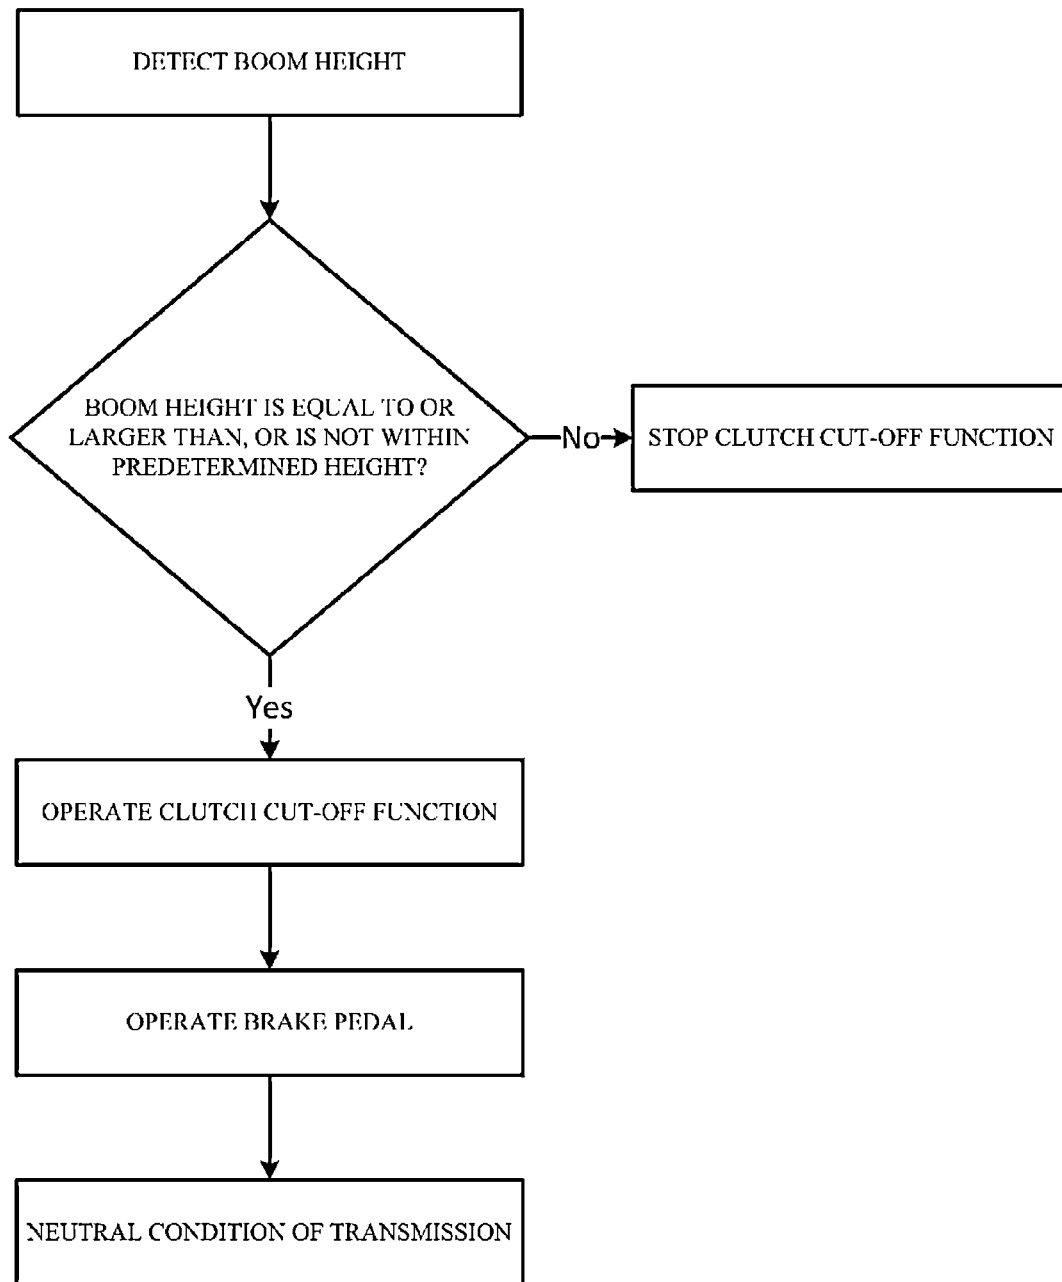 DETECT BOOM HEIGHT
BOOM HEIGHT IS EQUAL TO OR
LARGER THAN, OR IS NOT WITHIN
PREDETERMINED HEIGHT?
No
STOP CLUTCH CUT-OFF FUNCTION
Yes
OPERATE CLUTCH CUT-OFF FUNCTION
OPERATE BRAKE PEDAL
NEUTRAL CONDITION OF TRANSMISSION